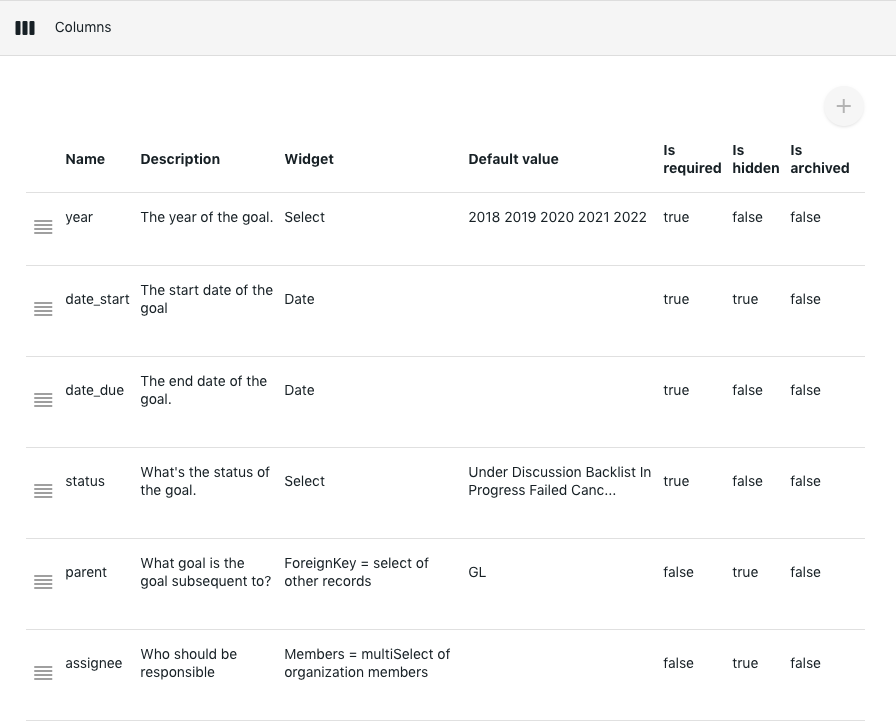 Columns
Name Description Widget Default value Is required Is hidden Is archived
year The year of the goal. Select 2018 2019 2020 2021 2022 true false false
date_start The start date of the goal Date true true false
date_due The end date of the goal. Date true false false
status What's the status of the goal. Select Under Discussion Backlist In Progress Failed Canc... true false false
parent What goal is the goal subsequent to? ForeignKey = select of other records GL false true false
assignee Who should be responsible Members = multiSelect of organization members false true false